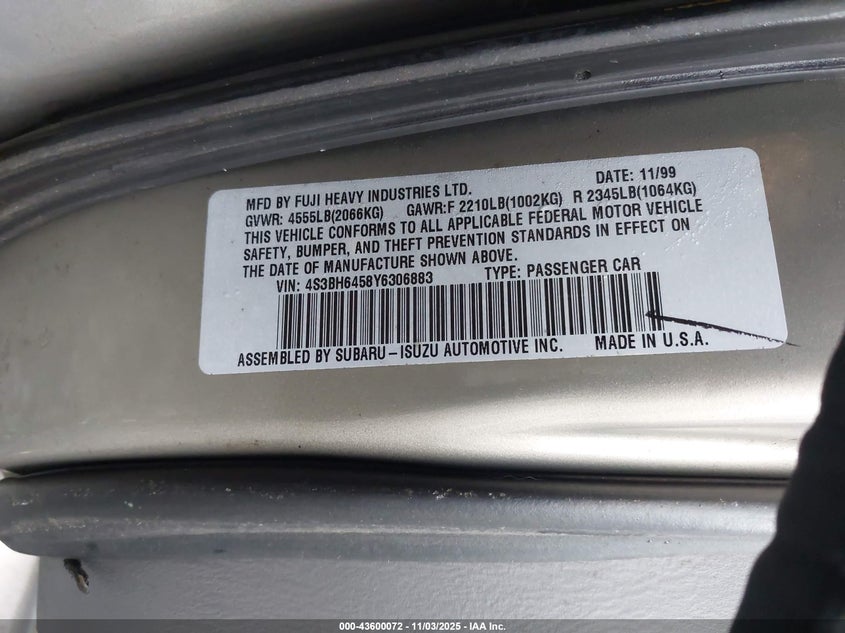 DATE: 11/99
MFD BY FUJI HEAVY INDUSTRIES LTD.
GVWR: 4555LB(2066KG) GAWR:F 2210LB(1002KG) R 2345LB(1064KG)
THIS VEHICLE CONFORMS TO ALL APPLICABLE FEDERAL MOTOR VEHICLE
SAFETY, BUMPER, AND THEFT PREVENTION STANDARDS IN EFFECT ON
THE DATE OF MANUFACTURE SHOWN ABOVE.
VIN: 4S3BH6458Y6306883 TYPE: PASSENGER CAR
ASSEMBLED BY SUBARU-ISUZU AUTOMOTIVE INC. MADE IN U.S.A.
000-43600072 - 11/03/2025 - IAA Inc.